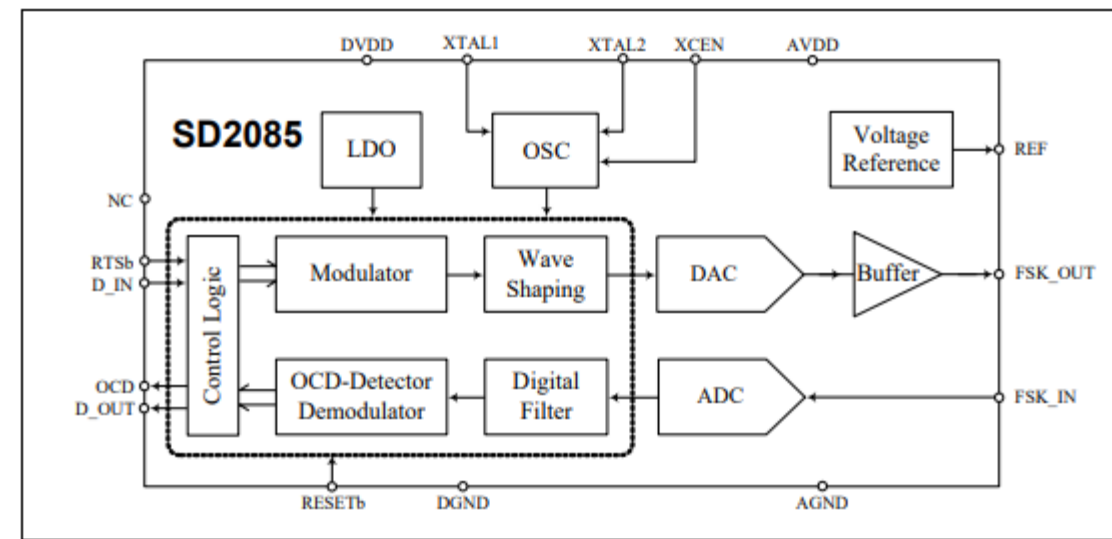 DVDD
XTAL1
XTAL2
XCEN
AVDD
SD2085
LDO
OSC
Voltage
Reference
REF
NC
RTSb
D_IN
Control Logic
Modulator
Wave
Shaping
DAC
Buffer
FSK_OUT
OCD
D_OUT
OCD-Detector
Demodulator
Digital
Filter
ADC
FSK_IN
RESETb
DGND
AGND